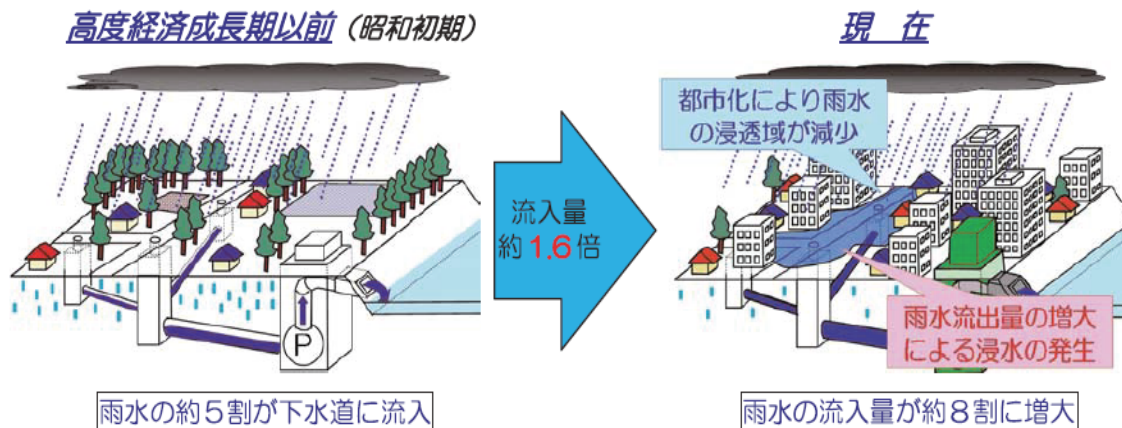 高度経済成長期以前（昭和初期）
現 在
都市化により雨水
の浸透域が減少
流入量
約1.6倍
P
雨水流出量の増大
による浸水の発生
雨水の約5割が下水道に流入
雨水の流入量が約8割に増大